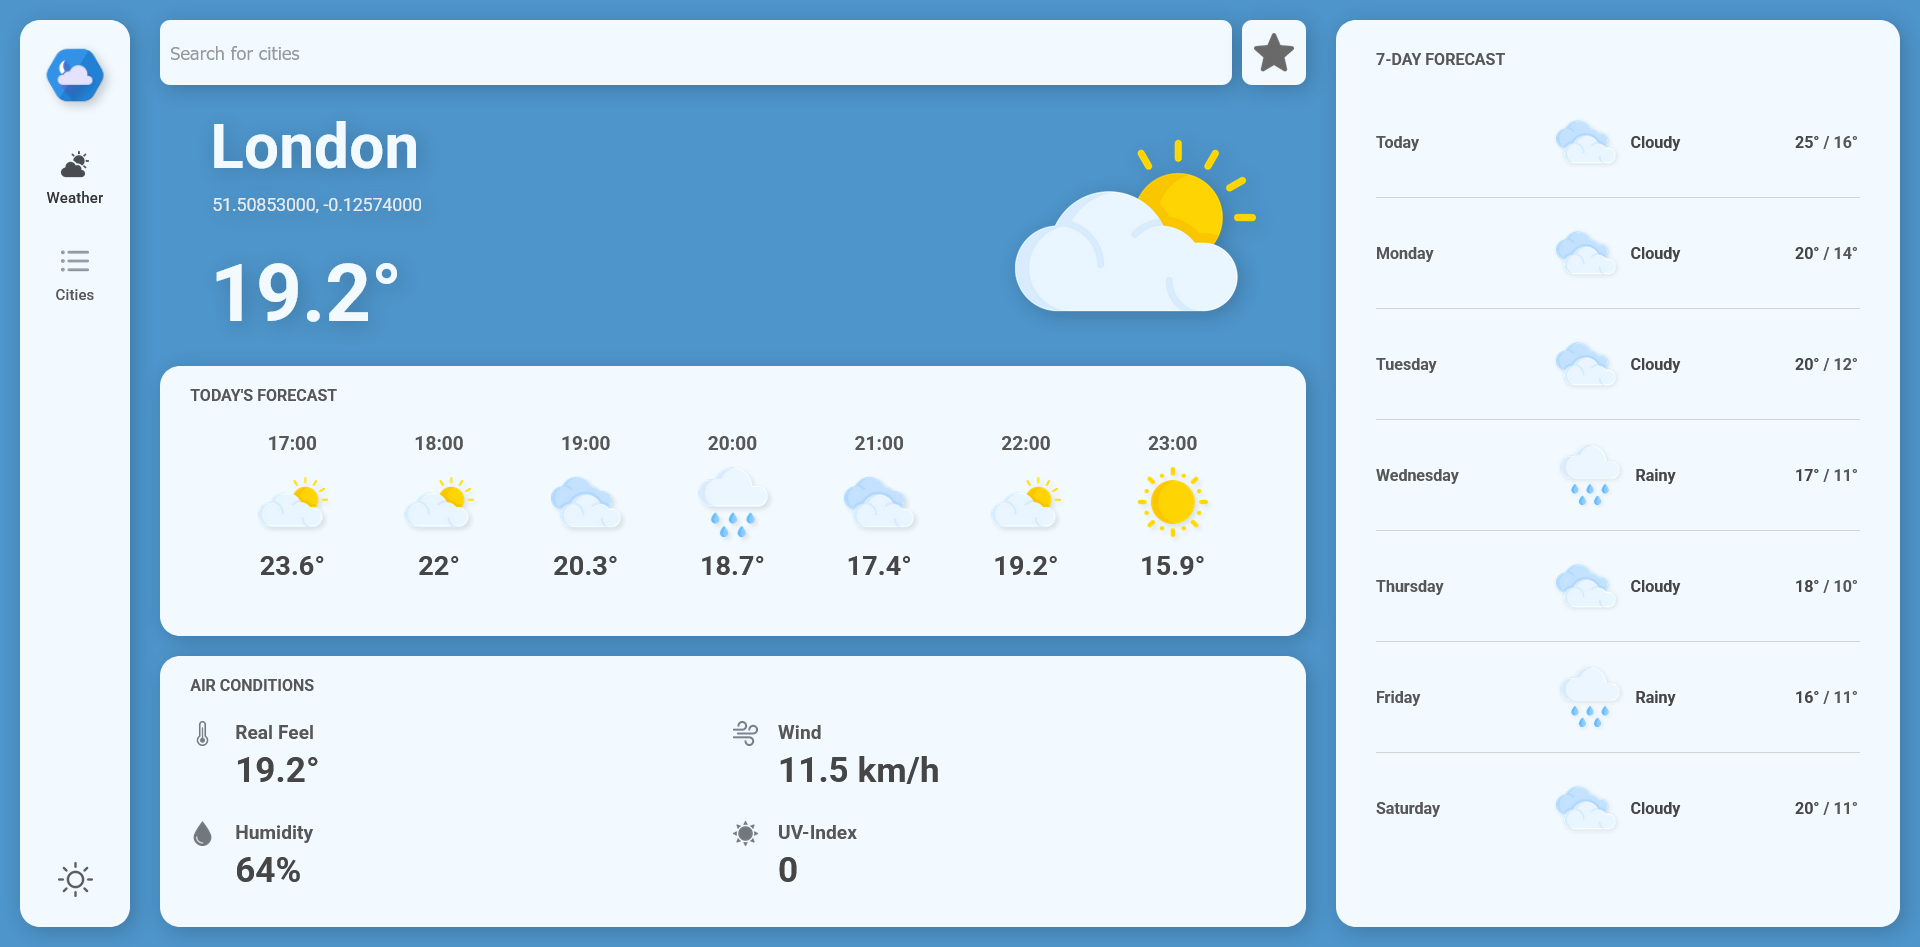 Weather
Cities
Search for cities
London
51.50853000, -0.12574000
19.2°
TODAY'S FORECAST
17:00 18:00 19:00 20:00 21:00 22:00 23:00
23.6° 22° 20.3° 18.7° 17.4° 19.2° 15.9°
AIR CONDITIONS
Real Feel
19.2°
Wind
11.5 km/h
Humidity
64%
UV-Index
0
7-DAY FORECAST
Today Cloudy 25° / 16°
Monday Cloudy 20° / 14°
Tuesday Cloudy 20° / 12°
Wednesday Rainy 17° / 11°
Thursday Cloudy 18° / 10°
Friday Rainy 16° / 11°
Saturday Cloudy 20° / 11°